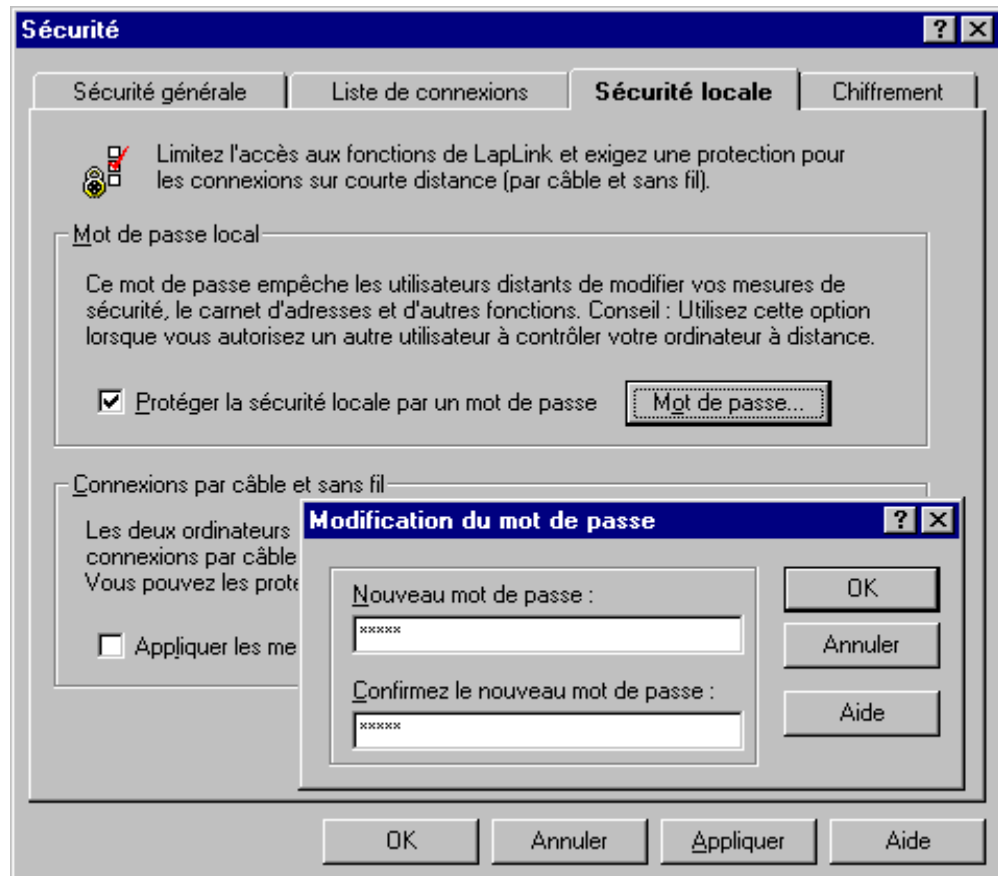 Sécurité
Sécurité générale
Liste de connexions
Sécurité locale
Chiffrement
Limitez l'accès aux fonctions de LapLink et exigez une protection pour
les connexions sur courte distance (par câble et sans fil).
Mot de passe local
Ce mot de passe empêche les utilisateurs distants de modifier vos mesures de
sécurité, le carnet d'adresses et d'autres fonctions. Conseil : Utilisez cette option
lorsque vous autorisez un autre utilisateur à contrôler votre ordinateur à distance.
Protéger la sécurité locale par un mot de passe
Mot de passe...
Connexions par câble et sans fil
Les deux ordinateurs
connexions par câble
Vous pouvez les proté
Appliquer les me
Modification du mot de passe
Nouveau mot de passe :
*****
Confirmez le nouveau mot de passe :
*****
OK
Annuler
Aide
OK
Annuler
Appliquer
Aide